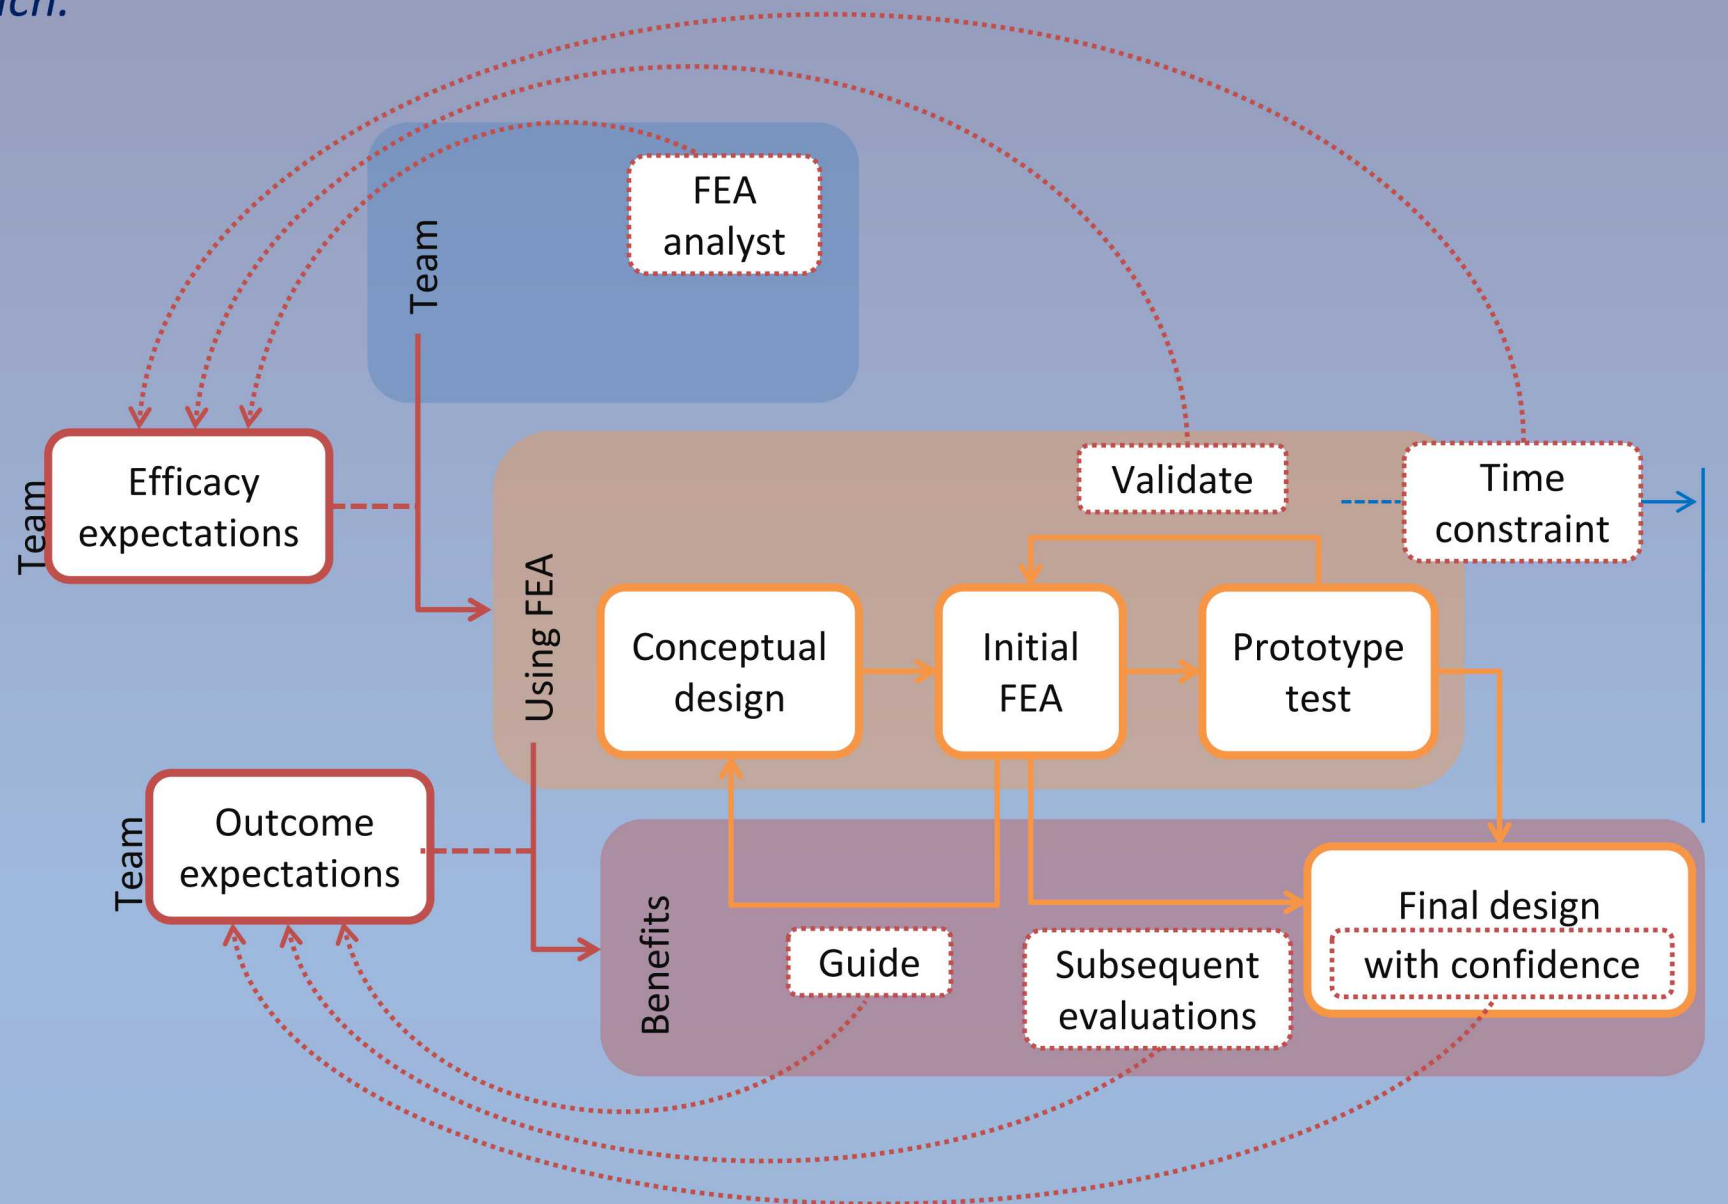 FEA
analyst
Team
Efficacy
expectations
Team
Validate
Time
constraint
Using FEA
Conceptual
design
Initial
FEA
Prototype
test
Outcome
expectations
Team
Benefits
Guide
Subsequent
evaluations
Final design
with confidence